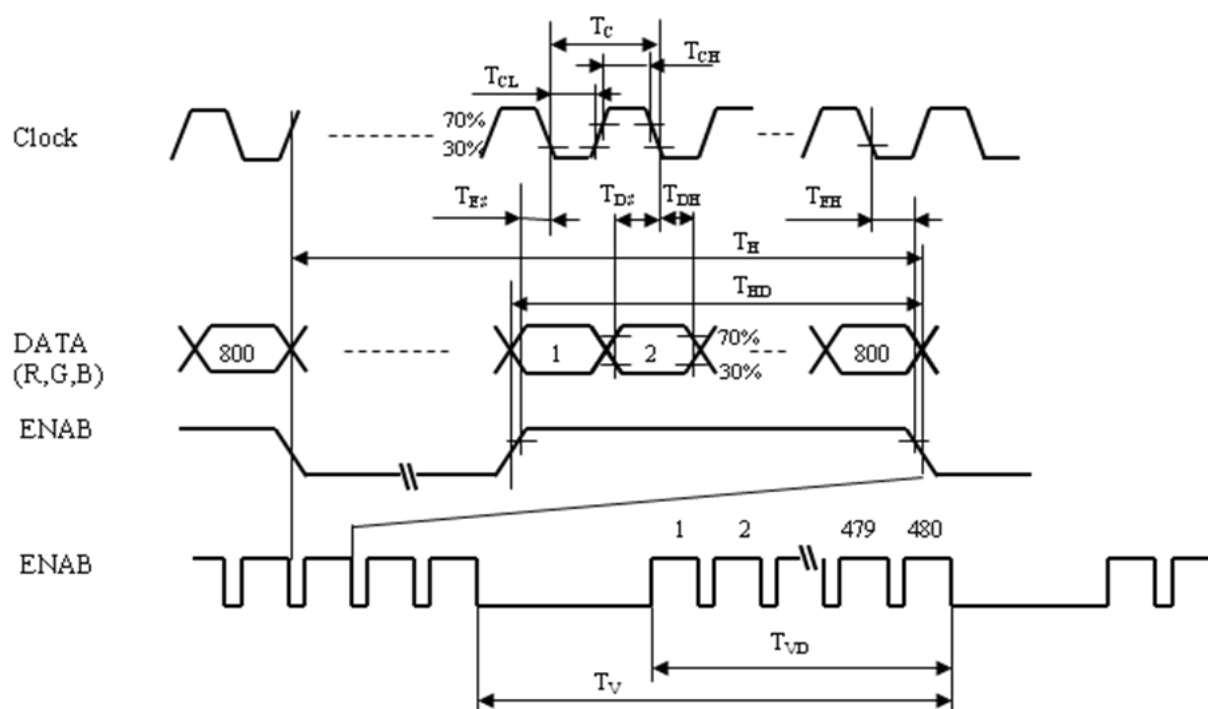 T_C
T_CH
T_CL
Clock
70%
30%
T_ES
T_DS
T_DH
T_EH
T_H
T_HD
DATA
(R,G,B)
800
1
2
70%
30%
800
ENAB
1 2 479 480
ENAB
T_VD
T_V